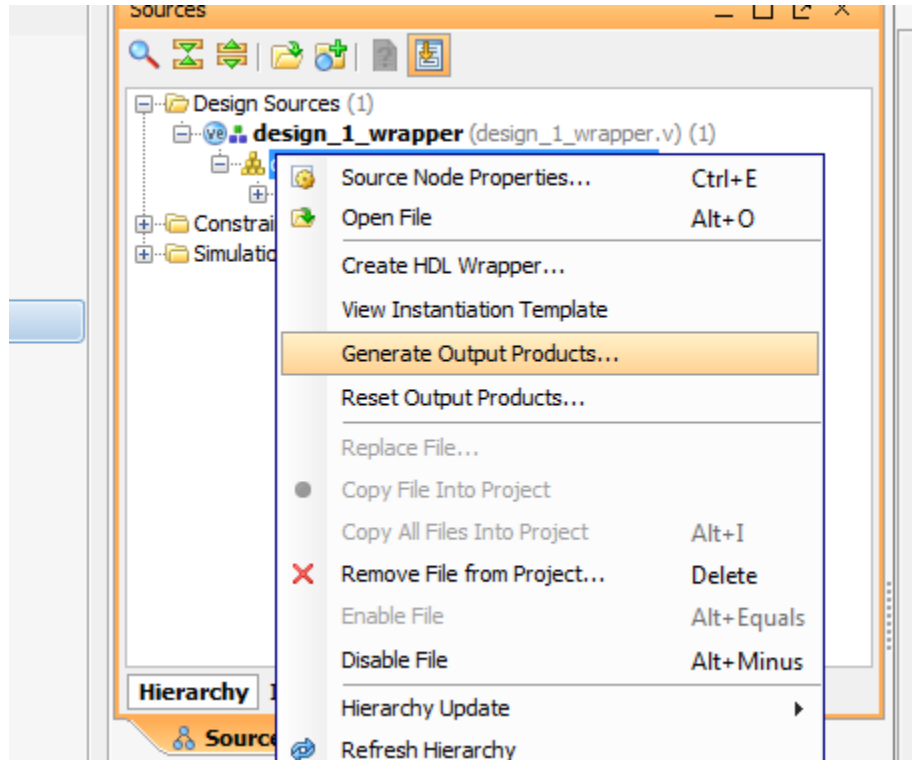 Sources
Design Sources (1)
design_1_wrapper (design_1_wrapper.v) (1)
Source Node Properties... Ctrl+E
Open File Alt+O
Create HDL Wrapper...
View Instantiation Template
Generate Output Products...
Reset Output Products...
Replace File...
Copy File Into Project
Copy All Files Into Project Alt+I
Remove File from Project... Delete
Enable File Alt+Equals
Disable File Alt+Minus
Hierarchy Update
Refresh Hierarchy
Constrai
Simulatio
Hierarchy
Source